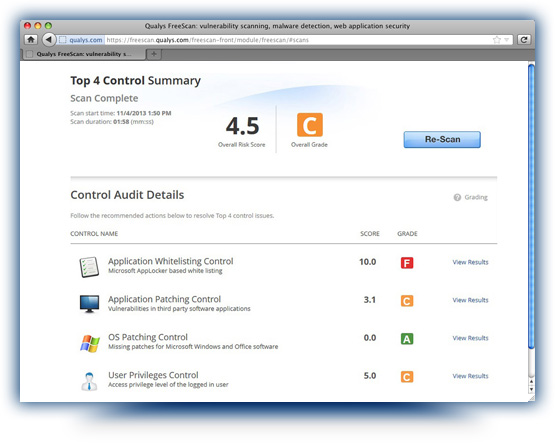 Qualys FreeScan: vulnerability scanning, malware detection, web application security
qualys.com https://freescan.qualys.com/freescan-front/module/freescan/#scans
Qualys FreeScan: vulnerability s...
Top 4 Control Summary
Scan Complete
Scan start time: 11/4/2013 1:50 PM
Scan duration: 01:58 (mm:ss)
4.5
Overall Risk Score
C
Overall Grade
Re-Scan
Control Audit Details
Grading
Follow the recommended actions below to resolve Top 4 control issues.
CONTROL NAME SCORE GRADE
Application Whitelisting Control 10.0 F View Results
Microsoft AppLocker based white listing
Application Patching Control 3.1 C View Results
Vulnerabilities in third party software applications
OS Patching Control 0.0 A View Results
Missing patches for Microsoft Windows and Office software
User Privileges Control 5.0 C View Results
Access privilege level of the logged in user